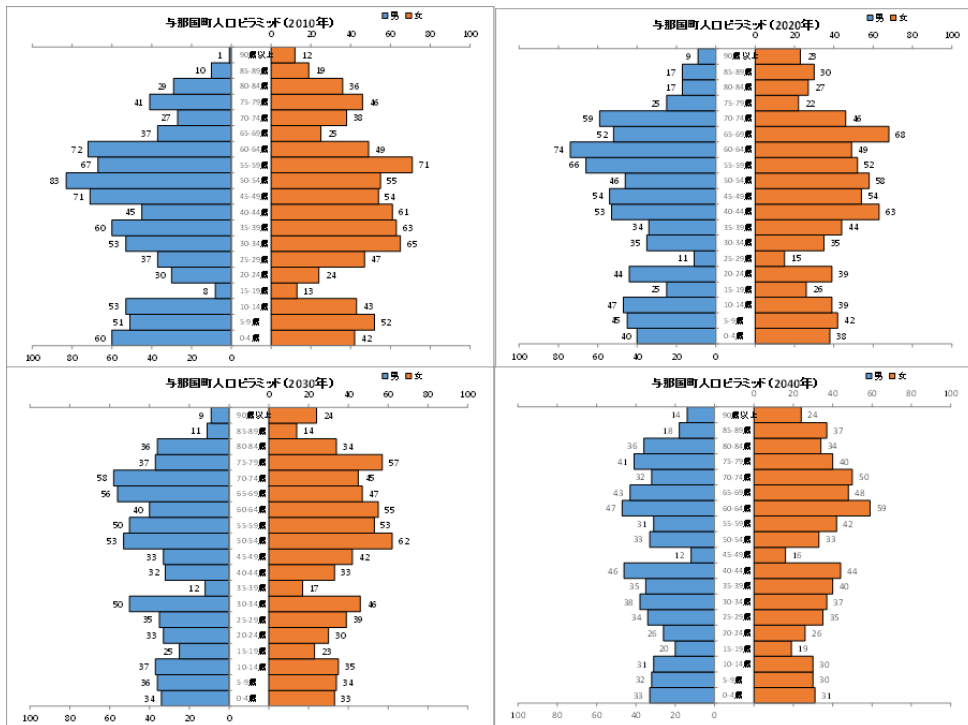 与那国町人口ピラミッド(2010年)
男 女
0 20 40 60 80 100
1 90歳以上 12
10 85-89歳 19
29 80-84歳 36
41 75-79歳 46
27 70-74歳 38
37 65-69歳 25
72 60-64歳 49
67 55-59歳 71
83 50-54歳 55
71 45-49歳 54
45 40-44歳 61
60 35-39歳 63
53 30-34歳 65
37 25-29歳 47
30 20-24歳 24
8 15-19歳 13
53 10-14歳 43
51 5-9歳 52
60 0-4歳 42
100 80 60 40 20 0
与那国町人口ピラミッド(2020年)
男 女
0 20 40 60 80 100
9 90歳以上 23
17 85-89歳 30
17 80-84歳 27
25 75-79歳 22
59 70-74歳 46
52 65-69歳 68
74 60-64歳 49
66 55-59歳 52
46 50-54歳 58
54 45-49歳 54
53 40-44歳 63
34 35-39歳 44
35 30-34歳 35
11 25-29歳 15
44 20-24歳 39
25 15-19歳 26
47 10-14歳 39
45 5-9歳 42
40 0-4歳 38
100 80 60 40 20 0
与那国町人口ピラミッド(2030年)
男 女
0 20 40 60 80 100
9 90歳以上 24
11 85-89歳 14
36 80-84歳 34
37 75-79歳 57
58 70-74歳 45
56 65-69歳 47
40 60-64歳 55
50 55-59歳 53
53 50-54歳 62
33 45-49歳 42
32 40-44歳 33
12 35-39歳 17
50 30-34歳 46
35 25-29歳 39
33 20-24歳 30
25 15-19歳 23
37 10-14歳 35
36 5-9歳 34
34 0-4歳 33
100 80 60 40 20 0
与那国町人口ピラミッド(2040年)
男 女
0 20 40 60 80 100
14 90歳以上 24
18 85-89歳 37
36 80-84歳 34
41 75-79歳 40
32 70-74歳 50
43 65-69歳 48
47 60-64歳 59
31 55-59歳 42
33 50-54歳 33
12 45-49歳 16
46 40-44歳 44
35 35-39歳 40
38 30-34歳 37
34 25-29歳 35
26 20-24歳 26
20 15-19歳 19
31 10-14歳 30
32 5-9歳 30
33 0-4歳 31
100 80 60 40 20 0